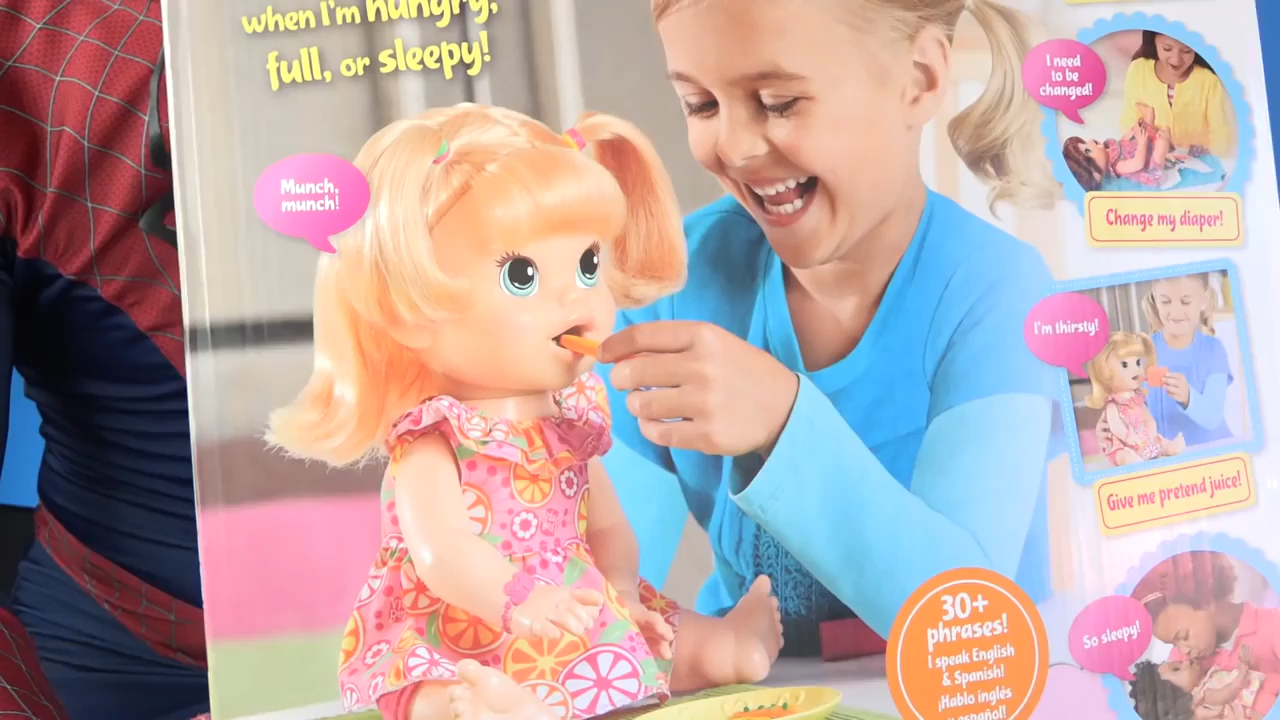 when I'm hungry,
full, or sleepy!
Munch,
munch!
I need
to be
changed!
Change my diaper!
I'm thirsty!
Give me pretend juice!
So sleepy!
30+
phrases!
I speak English
& Spanish!
¡Hablo inglés
español!